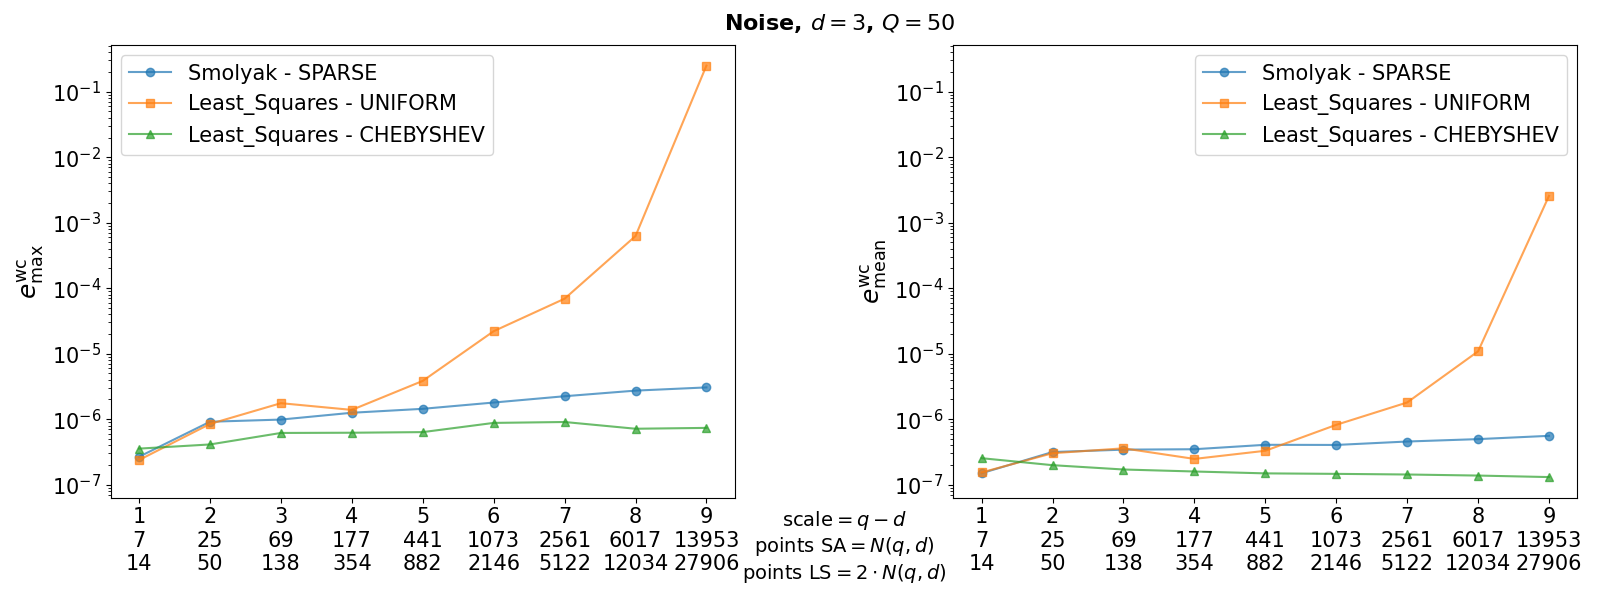 Noise, d = 3, Q = 50
Smolyak - SPARSE
Least_Squares - UNIFORM
Least_Squares - CHEBYSHEV
10⁻¹
10⁻²
10⁻³
10⁻⁴
10⁻⁵
10⁻⁶
10⁻⁷
e^wc_max
1 2 3 4 5 6 7 8 9
7 25 69 177 441 1073 2561 6017 13953
14 50 138 354 882 2146 5122 12034 27906
scale = q − d
points SA = N(q, d)
points LS = 2 · N(q, d)
Smolyak - SPARSE
Least_Squares - UNIFORM
Least_Squares - CHEBYSHEV
10⁻¹
10⁻²
10⁻³
10⁻⁴
10⁻⁵
10⁻⁶
10⁻⁷
e^wc_mean
1 2 3 4 5 6 7 8 9
7 25 69 177 441 1073 2561 6017 13953
14 50 138 354 882 2146 5122 12034 27906